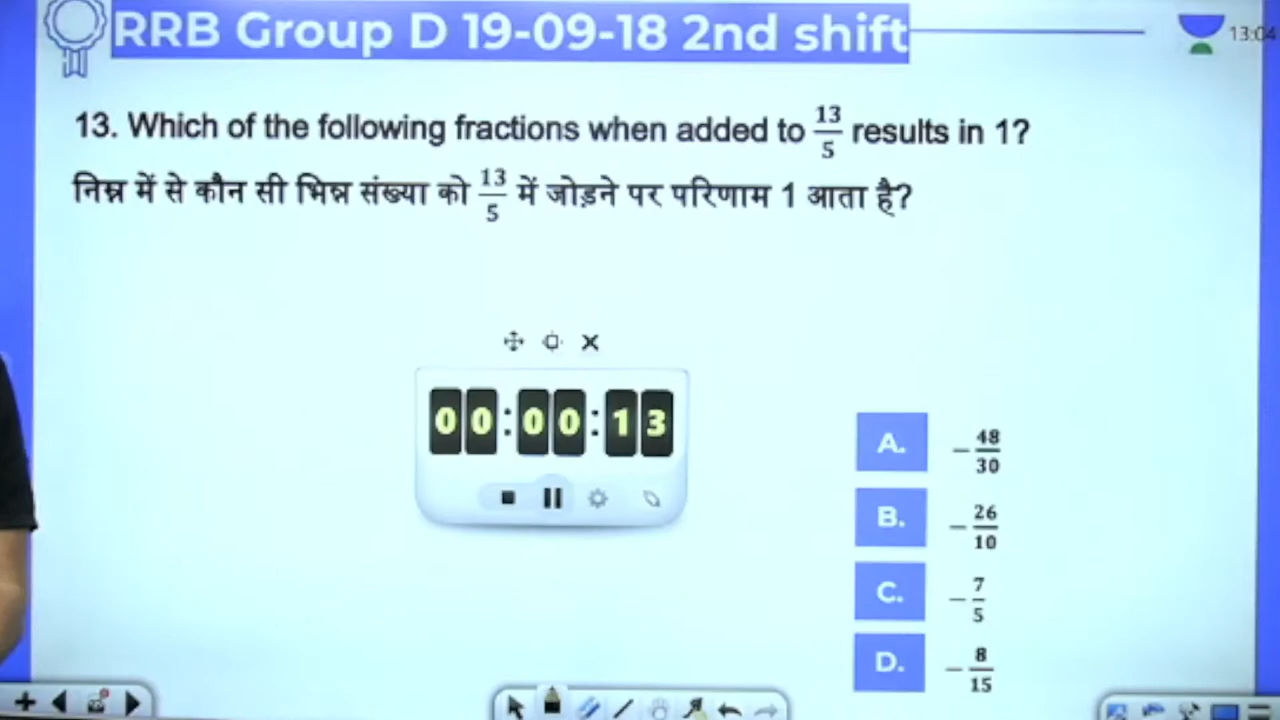 RRB Group D 19-09-18 2nd shift
13:04
13. Which of the following fractions when added to 13/5 results in 1?
निम्न में से कौन सी भिन्न संख्या को 13/5 में जोड़ने पर परिणाम 1 आता है?
00:00:13
A. -48/30
B. -26/10
C. -7/5
D. -8/15